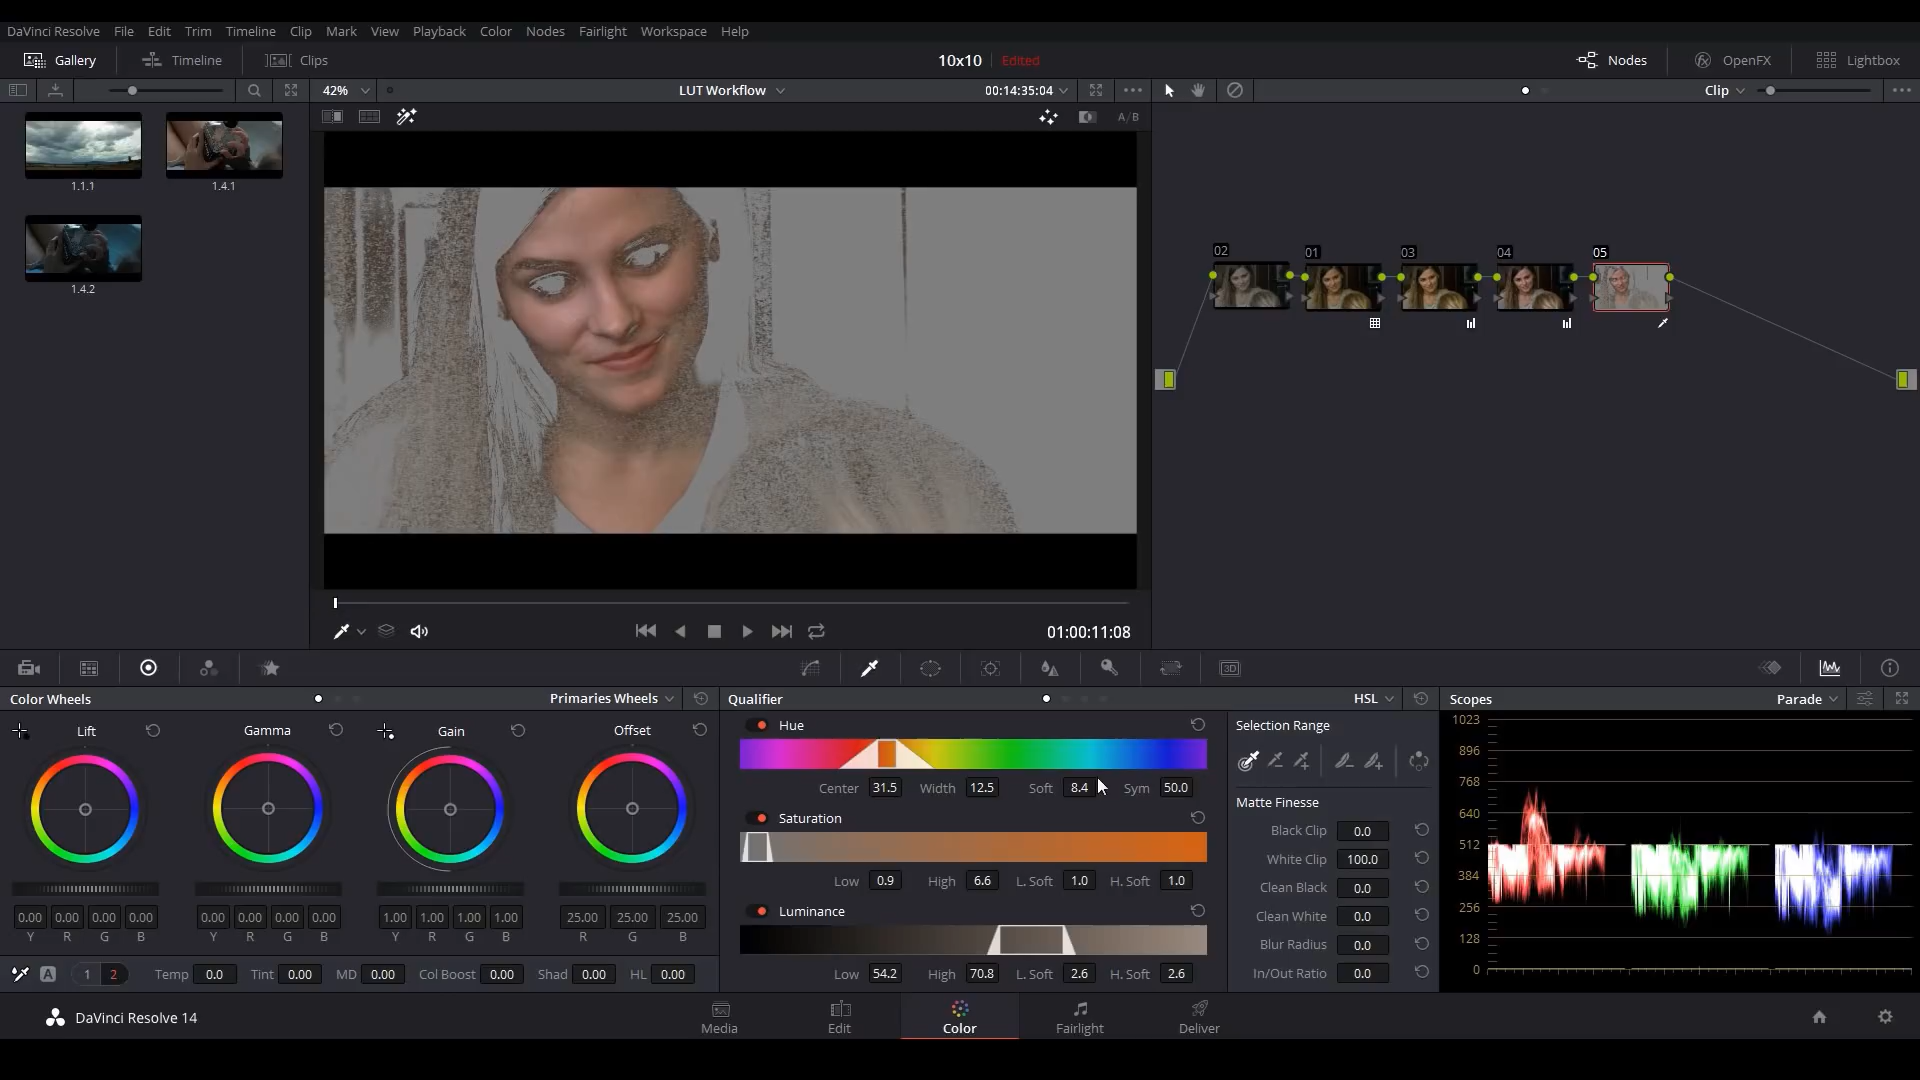 DaVinci Resolve File Edit Trim Timeline Clip Mark View Playback Color Nodes Fairlight Workspace Help
Gallery Timeline Clips 10x10 Edited Nodes OpenFX Lightbox
42% LUT Workflow 00:14:35:04 Clip
A/B
1.1.1 1.4.1
1.4.2
02 01 03 04 05
01:00:11:08
3D
Color Wheels Primaries Wheels Qualifier HSL Scopes Parade
Lift Gamma Gain Offset
0.00 0.00 0.00 0.00 0.00 0.00 0.00 0.00 1.00 1.00 1.00 1.00 25.00 25.00 25.00
Y R G B Y R G B Y R G B R G B
A 1 2 Temp 0.0 Tint 0.00 MD 0.00 Col Boost 0.00 Shad 0.00 HL 0.00
Hue
Center 31.5 Width 12.5 Soft 8.4 Sym 50.0
Saturation
Low 0.9 High 6.6 L. Soft 1.0 H. Soft 1.0
Luminance
Low 54.2 High 70.8 L. Soft 2.6 H. Soft 2.6
Selection Range
Matte Finesse
Black Clip 0.0
White Clip 100.0
Clean Black 0.0
Clean White 0.0
Blur Radius 0.0
In/Out Ratio 0.0
1023
896
768
640
512
384
256
128
0
DaVinci Resolve 14 Media Edit Color Fairlight Deliver